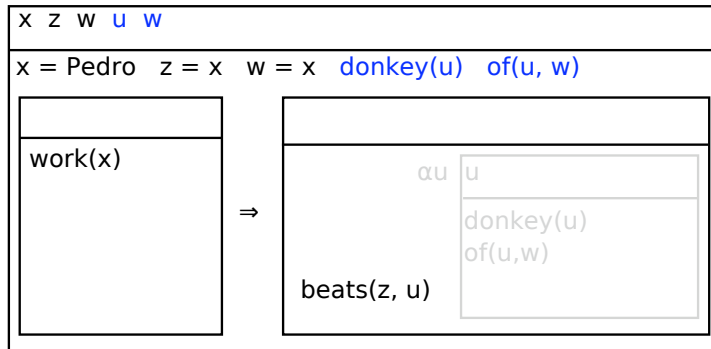 x z w u w
x = Pedro z = x w = x donkey(u) of(u, w)
work(x)
⇒
αu u
donkey(u)
of(u,w)
beats(z, u)